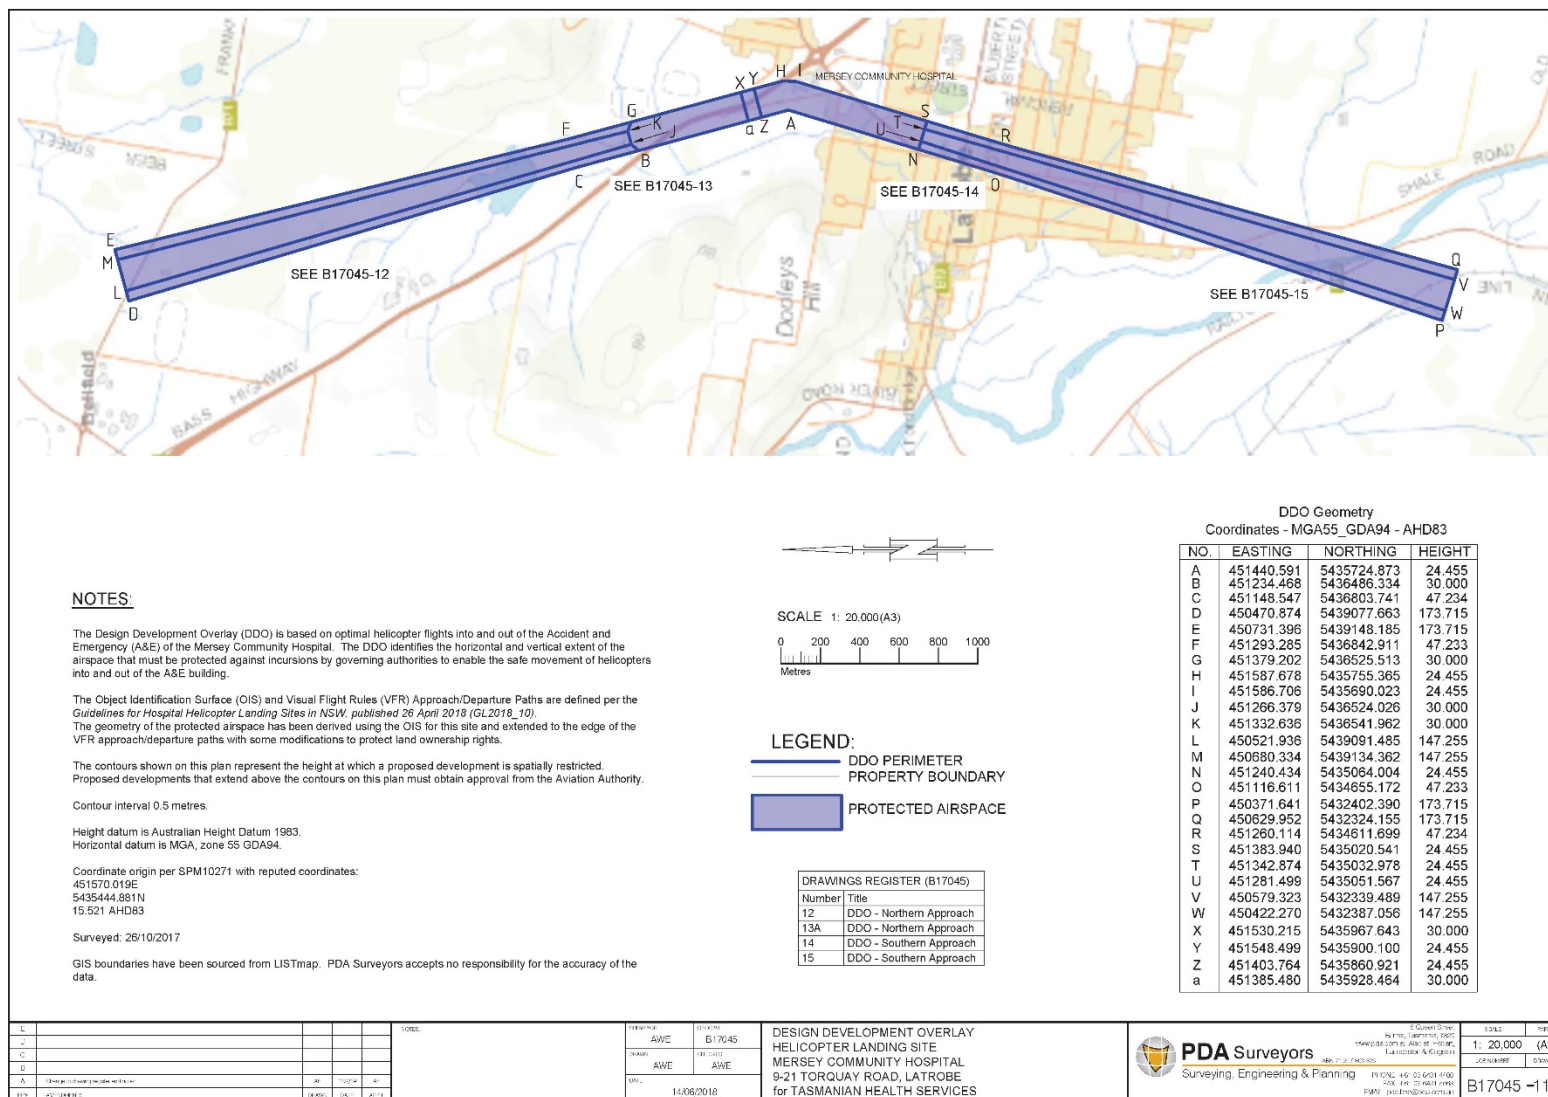 MERSEY COMMUNITY HOSPITAL
H I
X Y
G
K
J
F
S
T
U
R
a Z A
B
N
C
O
SEE B17045-13
SEE B17045-14
E
M
L
D
SEE B17045-12
SEE B17045-15
Q
V
W
P
BASS HIGHWAY
Bellfield
Dooleys Hill
RIVER ROAD
SHALE ROAD
LINE
BEER STREET
FRANK
GILBERT STREET
STREET
NOTES:
The Design Development Overlay (DDO) is based on optimal helicopter flights into and out of the Accident and
Emergency (A&E) of the Mersey Community Hospital. The DDO identifies the horizontal and vertical extent of the
airspace that must be protected against incursions by governing authorities to enable the safe movement of helicopters
into and out of the A&E building.
The Object Identification Surface (OIS) and Visual Flight Rules (VFR) Approach/Departure Paths are defined per the
Guidelines for Hospital Helicopter Landing Sites in NSW, published 26 April 2018 (GL2018_10).
The geometry of the protected airspace has been derived using the OIS for this site and extended to the edge of the
VFR approach/departure paths with some modifications to protect land ownership rights.
The contours shown on this plan represent the height at which a proposed development is spatially restricted.
Proposed developments that extend above the contours on this plan must obtain approval from the Aviation Authority.
Contour interval 0.5 metres.
Height datum is Australian Height Datum 1983.
Horizontal datum is MGA, zone 55 GDA94.
Coordinate origin per SPM10271 with reputed coordinates:
451570.019E
5435444.881N
15.521 AHD83
Surveyed: 26/10/2017
GIS boundaries have been sourced from LISTmap. PDA Surveyors accepts no responsibility for the accuracy of the
data.
SCALE 1: 20,000(A3)
0 200 400 600 800 1000
Metres
LEGEND:
DDO PERIMETER
PROPERTY BOUNDARY
PROTECTED AIRSPACE
DRAWINGS REGISTER (B17045)
Number Title
12 DDO - Northern Approach
13A DDO - Northern Approach
14 DDO - Southern Approach
15 DDO - Southern Approach
DDO Geometry
Coordinates - MGA55_GDA94 - AHD83
NO. EASTING NORTHING HEIGHT
A 451440.591 5435724.873 24.455
B 451234.468 5436486.334 30.000
C 451148.547 5436803.741 47.234
D 450470.874 5439077.663 173.715
E 450731.396 5439148.185 173.715
F 451293.285 5436842.911 47.233
G 451379.202 5436525.513 30.000
H 451587.678 5435755.365 24.455
I 451586.706 5435690.023 24.455
J 451266.379 5436524.026 30.000
K 451332.636 5436541.962 30.000
L 450521.936 5439091.485 147.255
M 450680.334 5439134.362 147.255
N 451240.434 5435064.004 24.455
O 451116.611 5434655.172 47.233
P 450371.641 5432402.390 173.715
Q 450629.952 5432324.155 173.715
R 451260.114 5434611.699 47.234
S 451383.940 5435020.541 24.455
T 451342.874 5435032.978 24.455
U 451281.499 5435051.567 24.455
V 450579.323 5432339.489 147.255
W 450422.270 5432387.056 147.255
X 451530.215 5435967.643 30.000
Y 451548.499 5435900.100 24.455
Z 451403.764 5435860.921 24.455
a 451385.480 5435928.464 30.000
NOTES:
AWE B17045
AWE AWE
14/06/2018
DESIGN DEVELOPMENT OVERLAY
HELICOPTER LANDING SITE
MERSEY COMMUNITY HOSPITAL
9-21 TORQUAY ROAD, LATROBE
for TASMANIAN HEALTH SERVICES
PDA Surveyors
Surveying, Engineering & Planning
SCALE
1: 20,000 (A
JOB NUMBER
B17045 -11